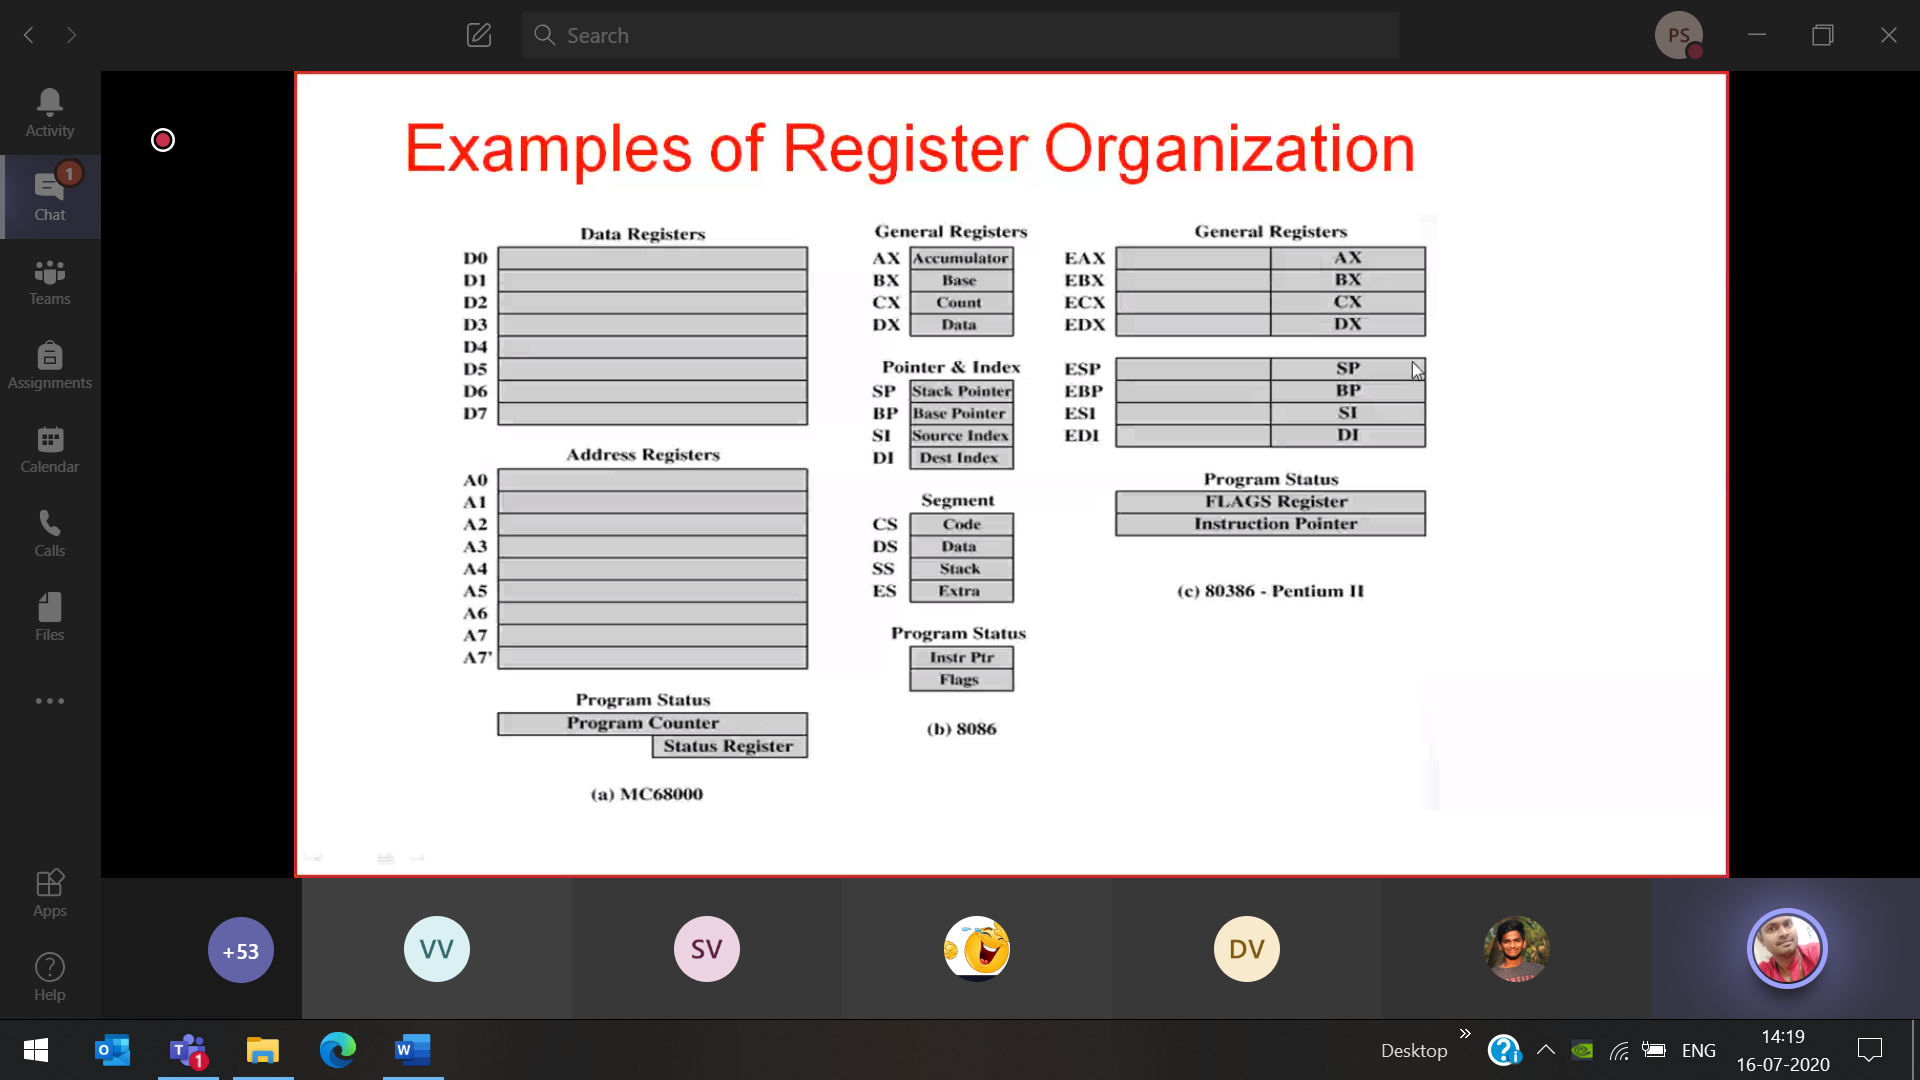 Search
PS
Activity
1
Chat
Teams
Assignments
Calendar
Calls
Files
Apps
Help
Examples of Register Organization
Data Registers
D0
D1
D2
D3
D4
D5
D6
D7
Address Registers
A0
A1
A2
A3
A4
A5
A6
A7
A7'
Program Status
Program Counter
Status Register
(a) MC68000
General Registers
AX Accumulator
BX Base
CX Count
DX Data
Pointer & Index
SP Stack Pointer
BP Base Pointer
SI Source Index
DI Dest Index
Segment
CS Code
DS Data
SS Stack
ES Extra
Program Status
Instr Ptr
Flags
(b) 8086
General Registers
EAX AX
EBX BX
ECX CX
EDX DX
ESP SP
EBP BP
ESI SI
EDI DI
Program Status
FLAGS Register
Instruction Pointer
(c) 80386 - Pentium II
+53
VV
SV
DV
1
Desktop
ENG
14:19
16-07-2020